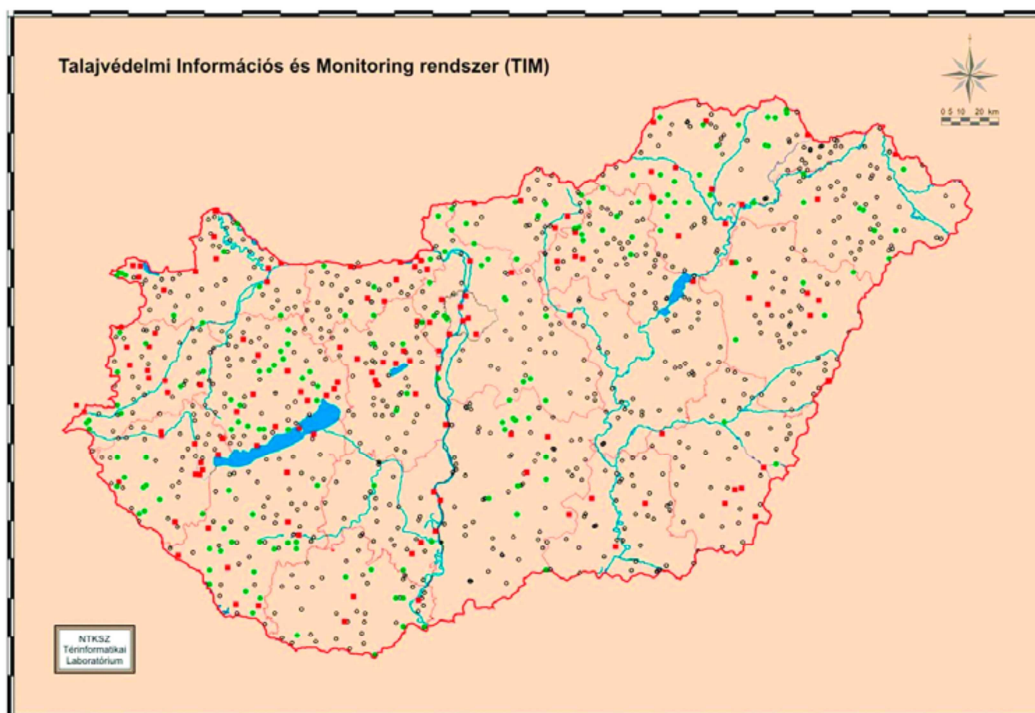 Talajvédelmi Információs és Monitoring rendszer (TIM)
0 5 10 20 km
NTKSZ
Térinformatikai
Laboratórium